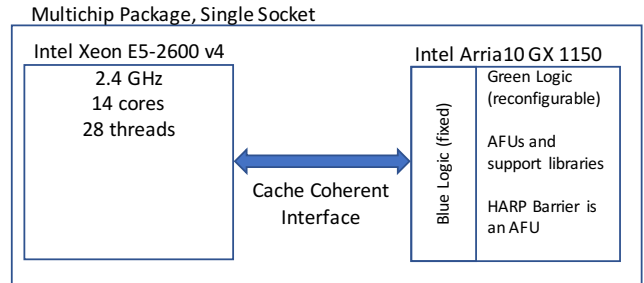 Multichip Package, Single Socket
Intel Xeon E5-2600 v4
2.4 GHz
14 cores
28 threads
Cache Coherent
Interface
Intel Arria10 GX 1150
Blue Logic (fixed)
Green Logic
(reconfigurable)
AFUs and
support libraries
HARP Barrier is
an AFU